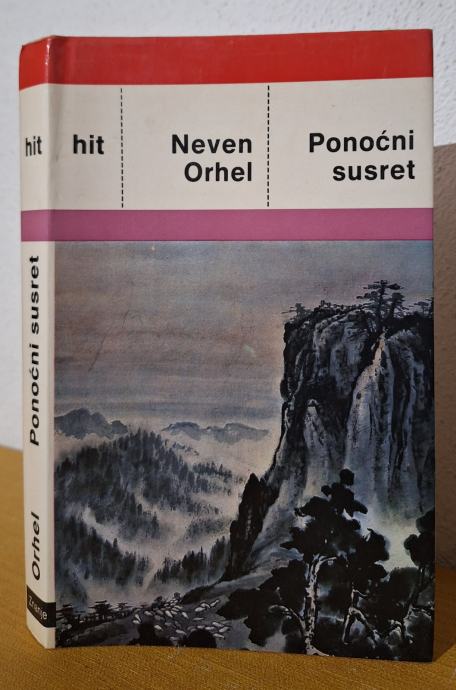 hit
Ponoćni susret
Orhel
Znanje
hit
Neven
Orhel
Ponoćni
susret